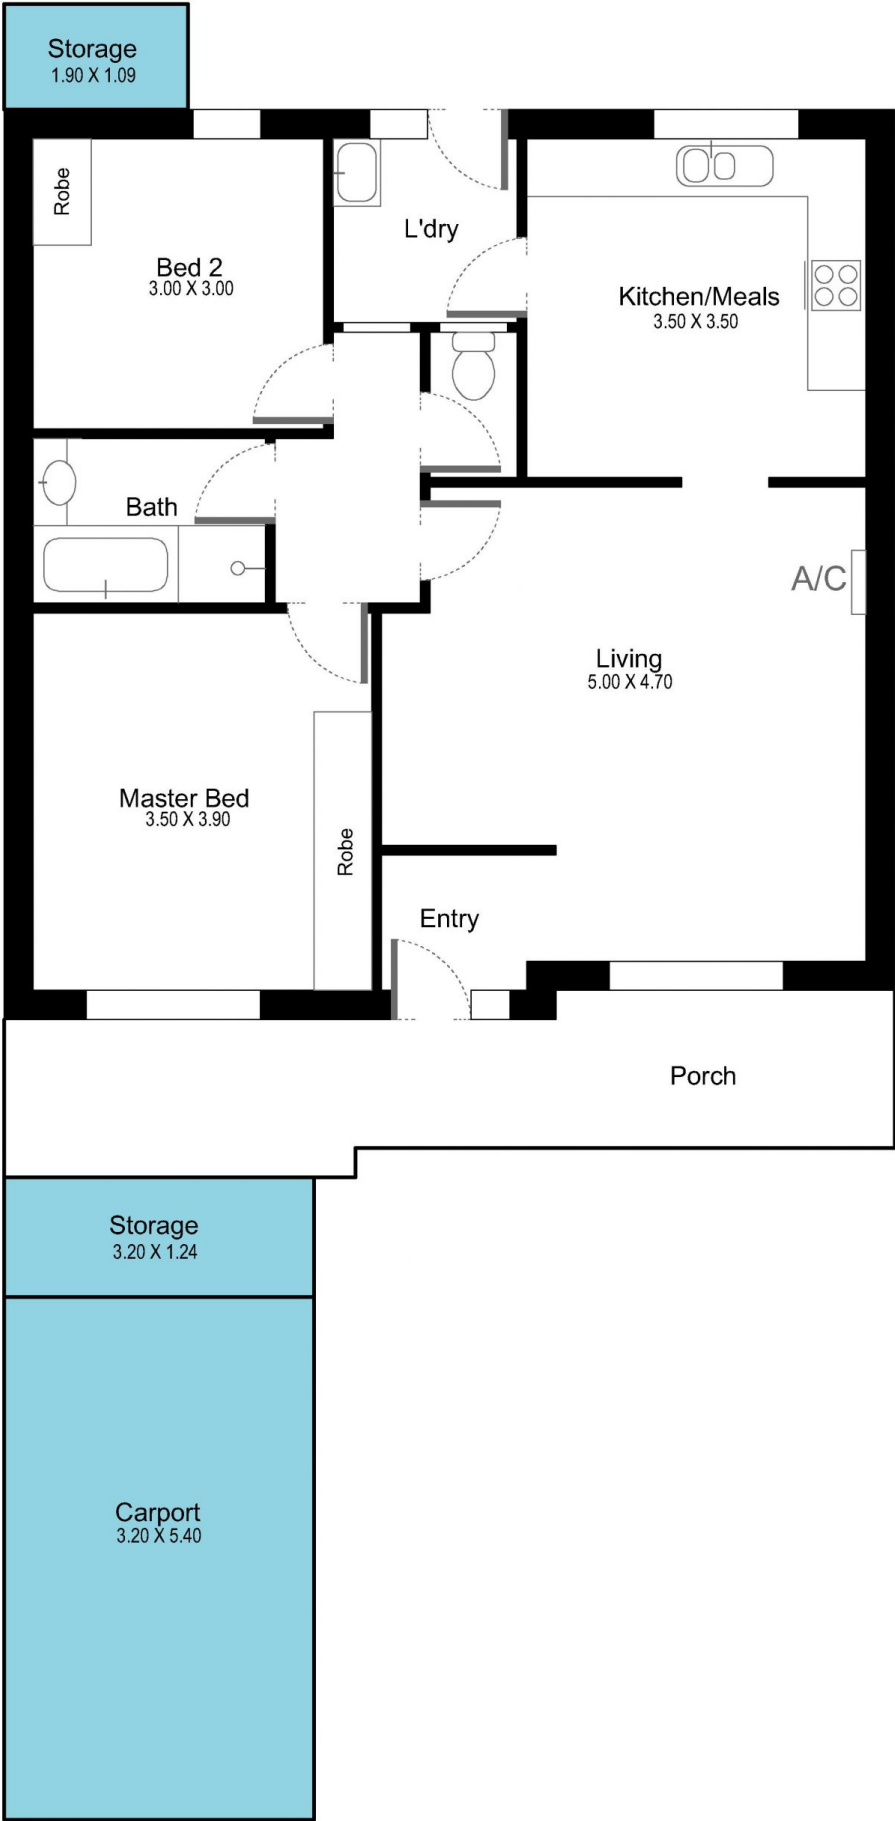 Storage
1.90 X 1.09
Robe
L'dry
Bed 2
3.00 X 3.00
Kitchen/Meals
3.50 X 3.50
Bath
A/C
Living
5.00 X 4.70
Master Bed
3.50 X 3.90
Robe
Entry
Porch
Storage
3.20 X 1.24
Carport
3.20 X 5.40